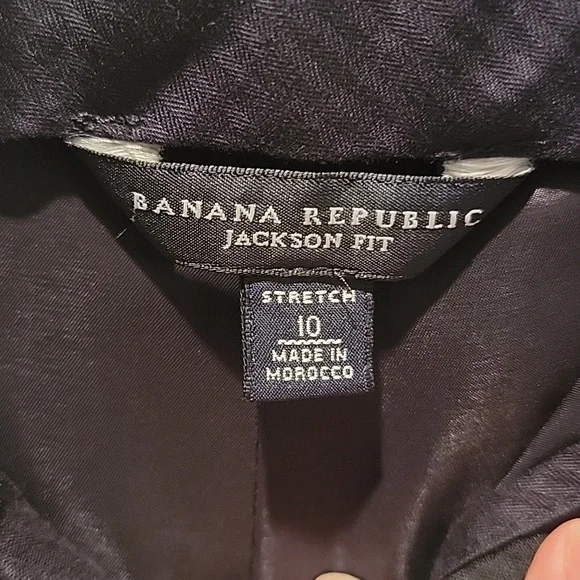 BANANA REPUBLIC
JACKSON FIT
STRETCH
10
MADE IN
MOROCCO